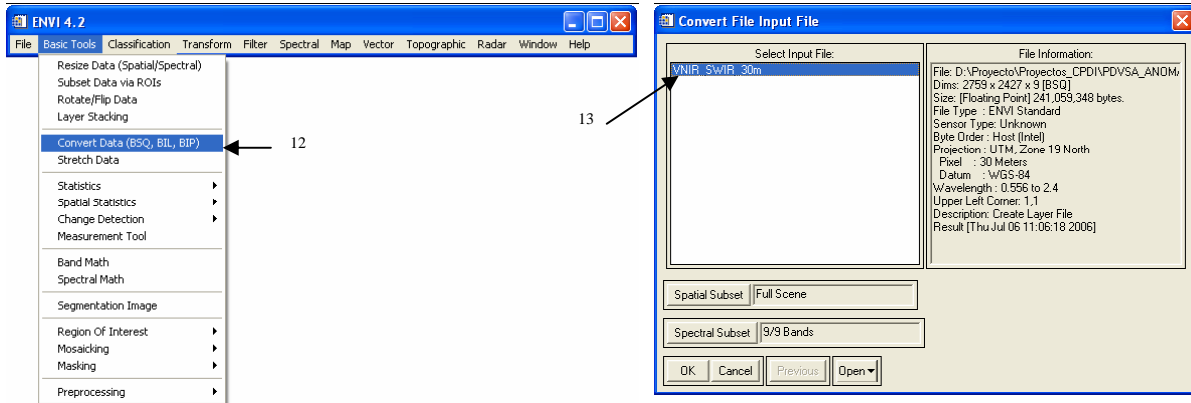 ENVI 4.2
File Basic Tools Classification Transform Filter Spectral Map Vector Topographic Radar Window Help
Resize Data (Spatial/Spectral)
Subset Data via ROIs
Rotate/Flip Data
Layer Stacking
Convert Data (BSQ, BIL, BIP)
Stretch Data
Statistics
Spatial Statistics
Change Detection
Measurement Tool
Band Math
Spectral Math
Segmentation Image
Region Of Interest
Mosaicking
Masking
Preprocessing
12
Convert File Input File
Select Input File:
VNIR_SWIR_30m
13
File Information:
File: D:\Proyecto\Proyectos_CPDI\PDVSA_ANOMA
Dims: 2759 x 2427 x 9 [BSQ]
Size: [Floating Point] 241,059,348 bytes.
File Type : ENVI Standard
Sensor Type: Unknown
Byte Order : Host (Intel)
Projection : UTM, Zone 19 North
Pixel : 30 Meters
Datum : WGS-84
Wavelength : 0.556 to 2.4
Upper Left Corner: 1,1
Description: Create Layer File
Result [Thu Jul 06 11:06:18 2006]
Spatial Subset Full Scene
Spectral Subset 9/9 Bands
OK Cancel Previous Open